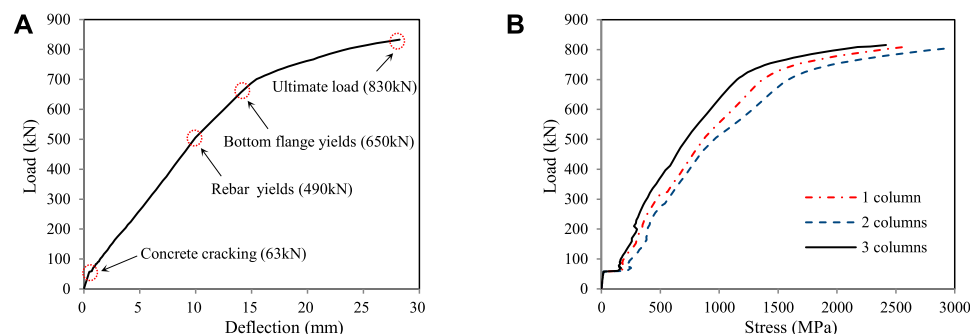 A
900
800
700
600
500
400
300
200
100
0
Load (kN)
0 5 10 15 20 25 30
Deflection (mm)
Ultimate load (830kN)
Bottom flange yields (650kN)
Rebar yields (490kN)
Concrete cracking (63kN)
B
900
800
700
600
500
400
300
200
100
0
Load (kN)
0 500 1000 1500 2000 2500 3000
Stress (MPa)
1 column
2 columns
3 columns